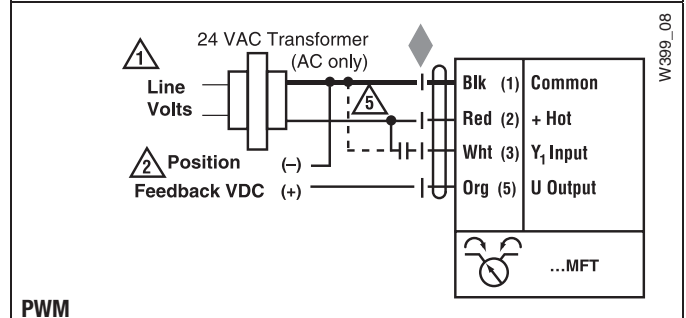 W399_08
24 VAC Transformer
(AC only)
1
Line
Volts
5
2 Position (–)
Feedback VDC (+)
Blk (1) Common
Red (2) + Hot
Wht (3) Y1 Input
Org (5) U Output
...MFT
PWM